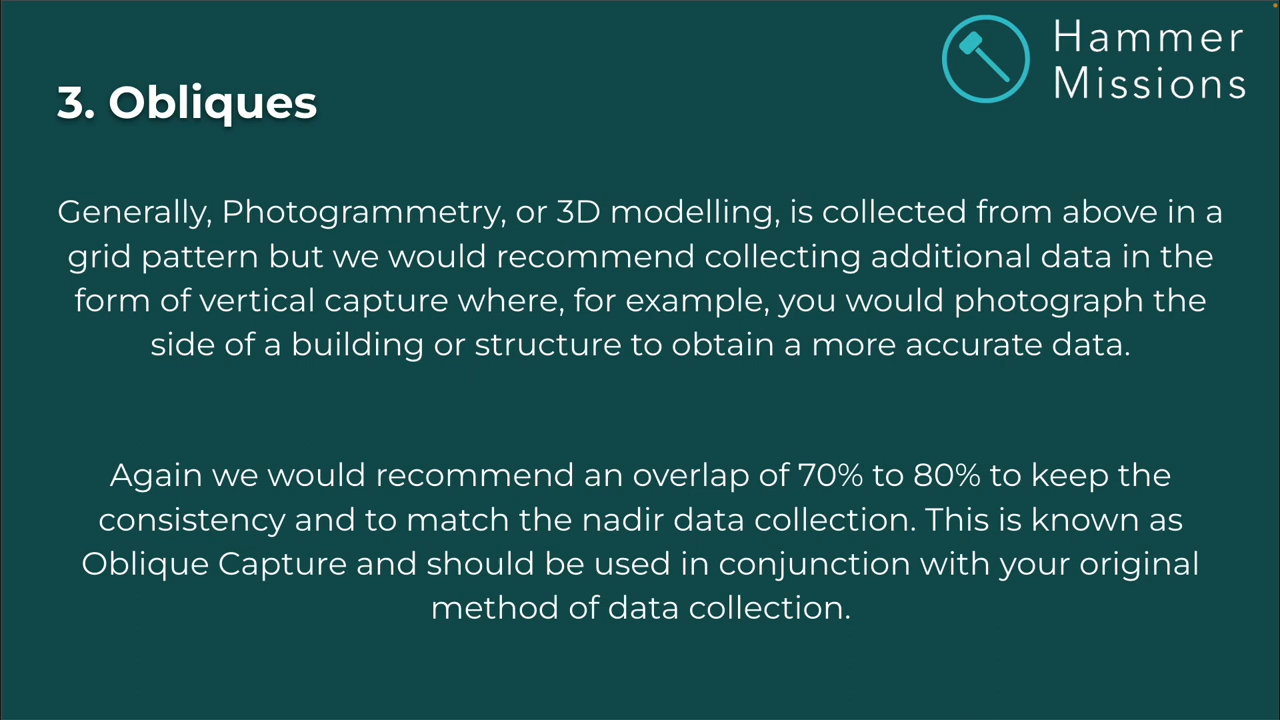 Hammer
Missions
3. Obliques
Generally, Photogrammetry, or 3D modelling, is collected from above in a
grid pattern but we would recommend collecting additional data in the
form of vertical capture where, for example, you would photograph the
side of a building or structure to obtain a more accurate data.
Again we would recommend an overlap of 70% to 80% to keep the
consistency and to match the nadir data collection. This is known as
Oblique Capture and should be used in conjunction with your original
method of data collection.